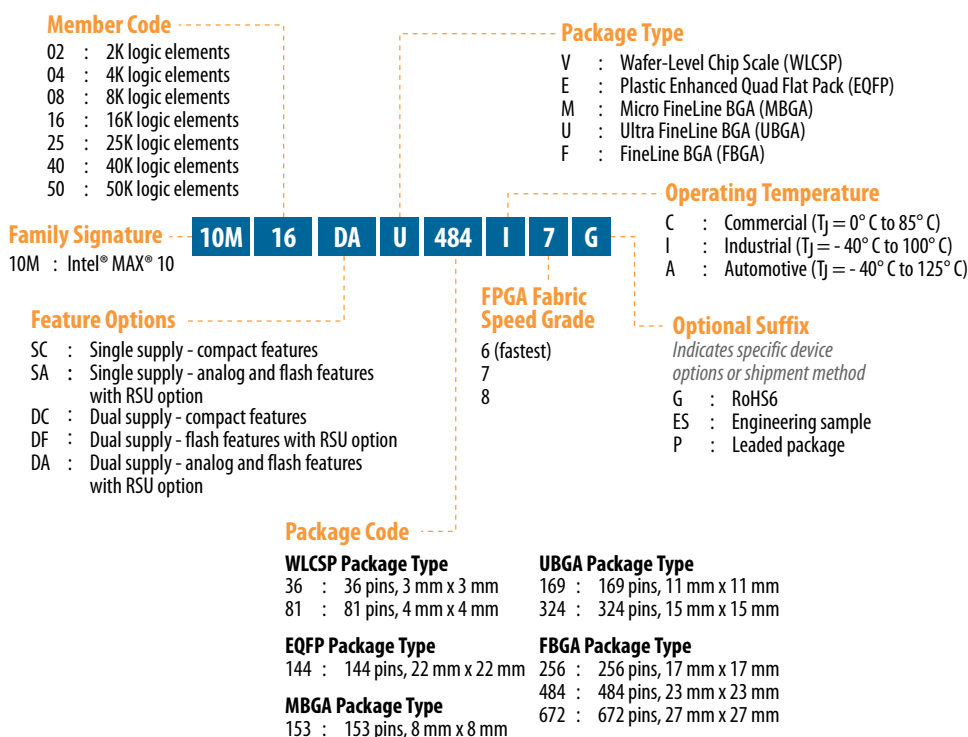 Member Code
02 : 2K logic elements
04 : 4K logic elements
08 : 8K logic elements
16 : 16K logic elements
25 : 25K logic elements
40 : 40K logic elements
50 : 50K logic elements
Package Type
V : Wafer-Level Chip Scale (WLCSP)
E : Plastic Enhanced Quad Flat Pack (EQFP)
M : Micro FineLine BGA (MBGA)
U : Ultra FineLine BGA (UBGA)
F : FineLine BGA (FBGA)
Operating Temperature
C : Commercial (TJ = 0° C to 85° C)
I : Industrial (TJ = - 40° C to 100° C)
A : Automotive (TJ = - 40° C to 125° C)
Family Signature
10M : Intel® MAX® 10
10M 16 DA U 484 I 7 G
Feature Options
SC : Single supply - compact features
SA : Single supply - analog and flash features
with RSU option
DC : Dual supply - compact features
DF : Dual supply - flash features with RSU option
DA : Dual supply - analog and flash features
with RSU option
FPGA Fabric
Speed Grade
6 (fastest)
7
8
Optional Suffix
Indicates specific device
options or shipment method
G : RoHS6
ES : Engineering sample
P : Leaded package
Package Code
WLCSP Package Type
36 : 36 pins, 3 mm x 3 mm
81 : 81 pins, 4 mm x 4 mm
EQFP Package Type
144 : 144 pins, 22 mm x 22 mm
MBGA Package Type
153 : 153 pins, 8 mm x 8 mm
UBGA Package Type
169 : 169 pins, 11 mm x 11 mm
324 : 324 pins, 15 mm x 15 mm
FBGA Package Type
256 : 256 pins, 17 mm x 17 mm
484 : 484 pins, 23 mm x 23 mm
672 : 672 pins, 27 mm x 27 mm